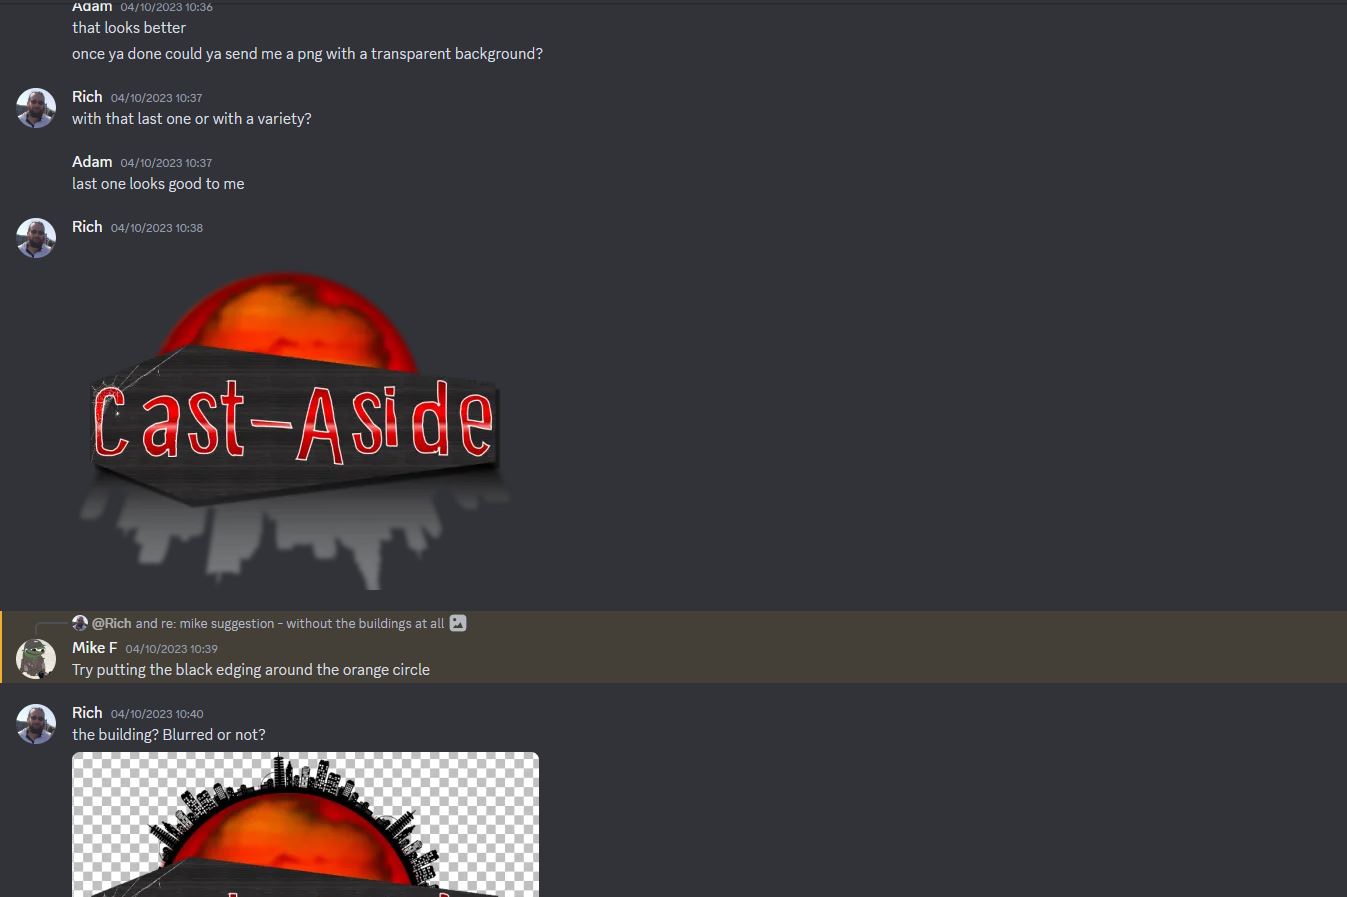 Adam 04/10/2023 10:36
that looks better
once ya done could ya send me a png with a transparent background?
Rich 04/10/2023 10:37
with that last one or with a variety?
Adam 04/10/2023 10:37
last one looks good to me
Rich 04/10/2023 10:38
Cast-Aside
@Rich and re: mike suggestion - without the buildings at all
Mike F 04/10/2023 10:39
Try putting the black edging around the orange circle
Rich 04/10/2023 10:40
the building? Blurred or not?